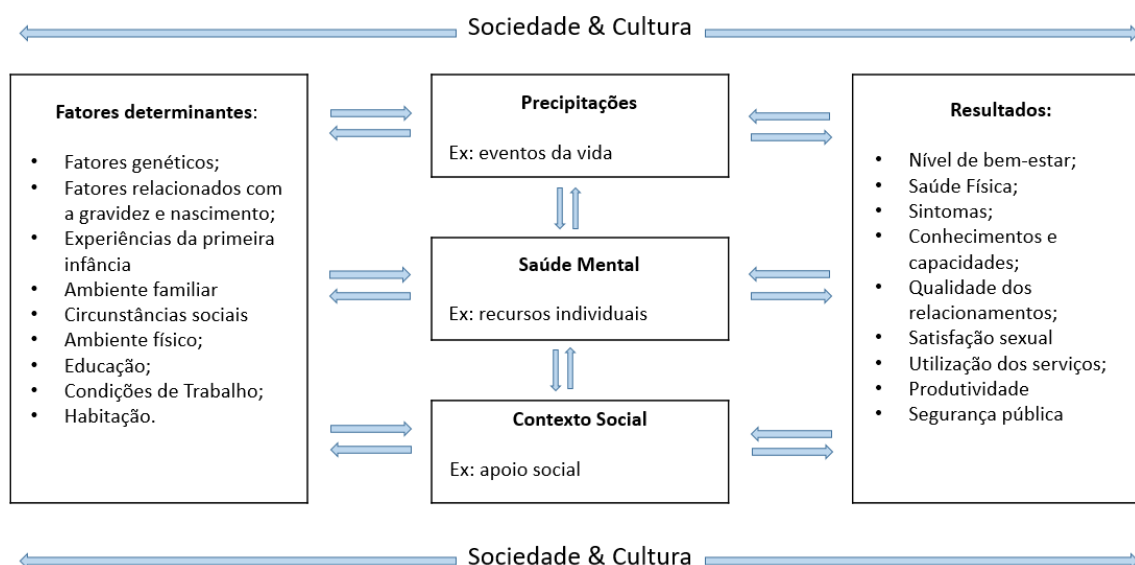 Sociedade & Cultura
Fatores determinantes:
• Fatores genéticos;
• Fatores relacionados com
a gravidez e nascimento;
• Experiências da primeira
infância
• Ambiente familiar
• Circunstâncias sociais
• Ambiente físico;
• Educação;
• Condições de Trabalho;
• Habitação.
Precipitações
Ex: eventos da vida
Saúde Mental
Ex: recursos individuais
Contexto Social
Ex: apoio social
Resultados:
• Nível de bem-estar;
• Saúde Física;
• Sintomas;
• Conhecimentos e
capacidades;
• Qualidade dos
relacionamentos;
• Satisfação sexual
• Utilização dos serviços;
• Produtividade
• Segurança pública
Sociedade & Cultura